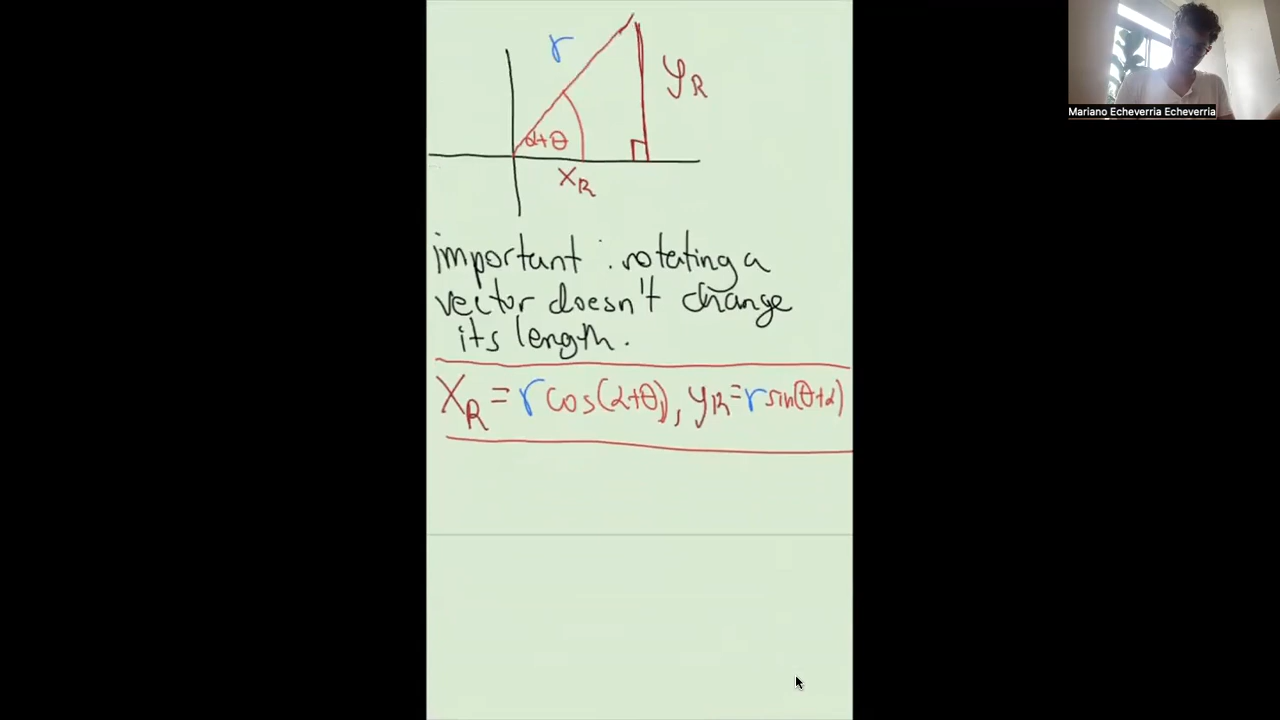 r
y_R
α+θ
x_R
important : rotating a
vector doesn't change
its length.
x_R = r cos(α+θ), y_R = r sin(θ+α)
Mariano Echeverria Echeverria